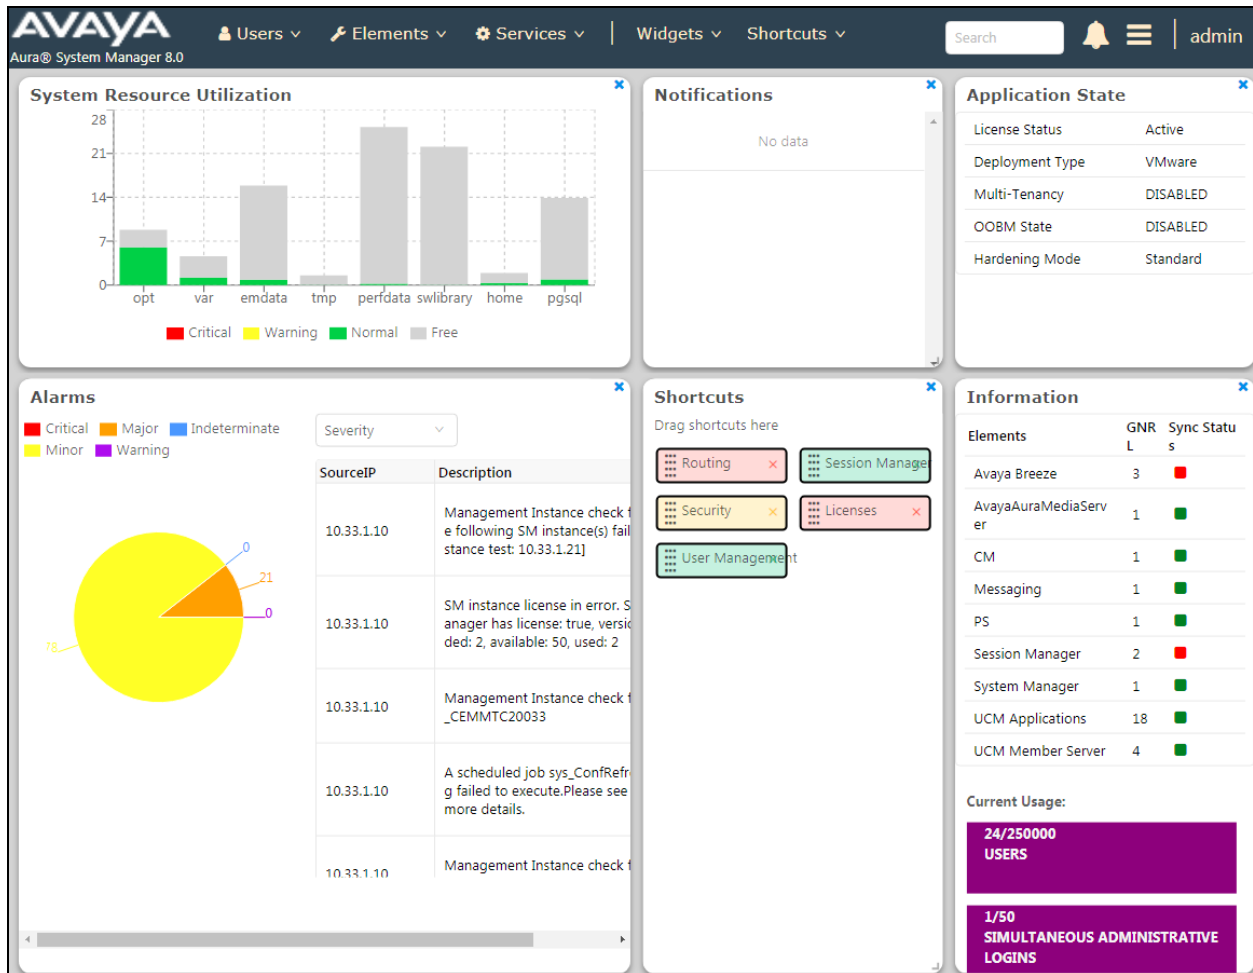 AVAYA
Aura® System Manager 8.0
Users
Elements
Services
Widgets
Shortcuts
Search
admin
System Resource Utilization
28
21
14
7
0
opt var emdata tmp perfdata swlibrary home pgsql
Critical Warning Normal Free
Notifications
No data
Application State
License Status Active
Deployment Type VMware
Multi-Tenancy DISABLED
OOBM State DISABLED
Hardening Mode Standard
Alarms
Critical Major Indeterminate
Minor Warning
0
21
0
78
Severity
SourceIP Description
10.33.1.10
Management Instance check f
e following SM instance(s) fail
stance test: 10.33.1.21]
10.33.1.10
SM instance license in error. S
anager has license: true, versio
ded: 2, available: 50, used: 2
10.33.1.10
Management Instance check f
_CEMMTC20033
10.33.1.10
A scheduled job sys_ConfRefr
g failed to execute.Please see
more details.
10.33.1.10
Management Instance check f
Shortcuts
Drag shortcuts here
Routing
Session Manager
Security
Licenses
User Management
Information
Elements GNR Sync Statu
L s
Avaya Breeze 3
AvayaAuraMediaServ
er 1
CM 1
Messaging 1
PS 1
Session Manager 2
System Manager 1
UCM Applications 18
UCM Member Server 4
Current Usage:
24/250000
USERS
1/50
SIMULTANEOUS ADMINISTRATIVE
LOGINS